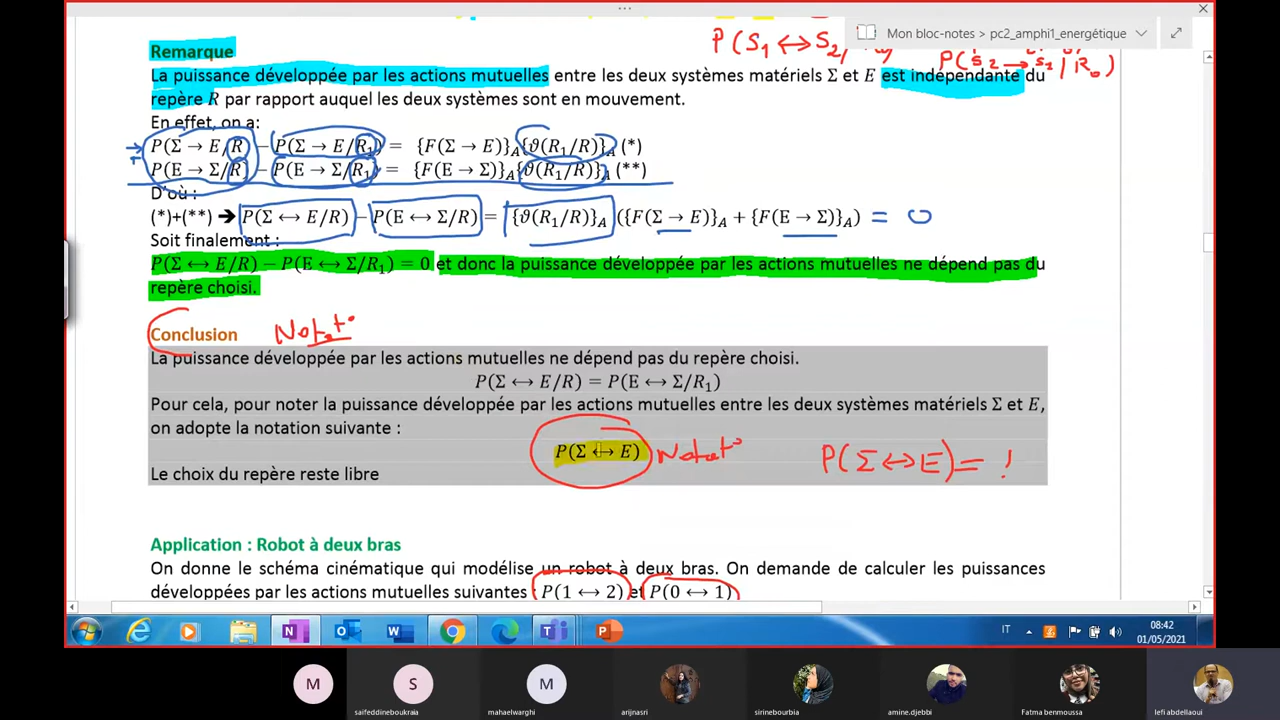 Mon bloc-notes > pc2_amphi1_energétique
P(S₁ ↔ S₂/
P(S₂ → S₂ / R₀)
Remarque
La puissance développée par les actions mutuelles entre les deux systèmes matériels Σ et E est indépendante du
repère R par rapport auquel les deux systèmes sont en mouvement.
En effet, on a:
P(Σ → E/R) − P(Σ → E/R₁) = {F(Σ → E)}A{ϑ(R₁/R)}A (*)
P(E → Σ/R) − P(E → Σ/R₁) = {F(E → Σ)}A{ϑ(R₁/R)}A (**)
D'où :
(*)+(**) ➔ P(Σ ↔ E/R) − P(E ↔ Σ/R) = {ϑ(R₁/R)}A ({F(Σ → E)}A + {F(E → Σ)}A) = 0
Soit finalement :
P(Σ ↔ E/R) − P(E ↔ Σ/R₁) = 0 et donc la puissance développée par les actions mutuelles ne dépend pas du
repère choisi.
Conclusion Notat°
La puissance développée par les actions mutuelles ne dépend pas du repère choisi.
P(Σ ↔ E/R) = P(E ↔ Σ/R₁)
Pour cela, pour noter la puissance développée par les actions mutuelles entre les deux systèmes matériels Σ et E,
on adopte la notation suivante :
P(Σ ↔ E) Notat° P(Σ ↔ E) = !
Le choix du repère reste libre
Application : Robot à deux bras
On donne le schéma cinématique qui modélise un robot à deux bras. On demande de calculer les puissances
développées par les actions mutuelles suivantes : P(1 ↔ 2) et P(0 ↔ 1)
IT 08:42
01/05/2021
M S M
saifeddineboukraia mahaelwarghi arijnasri sirinebourbia amine.djebbi Fatma benmoussa lefi abdellaoui